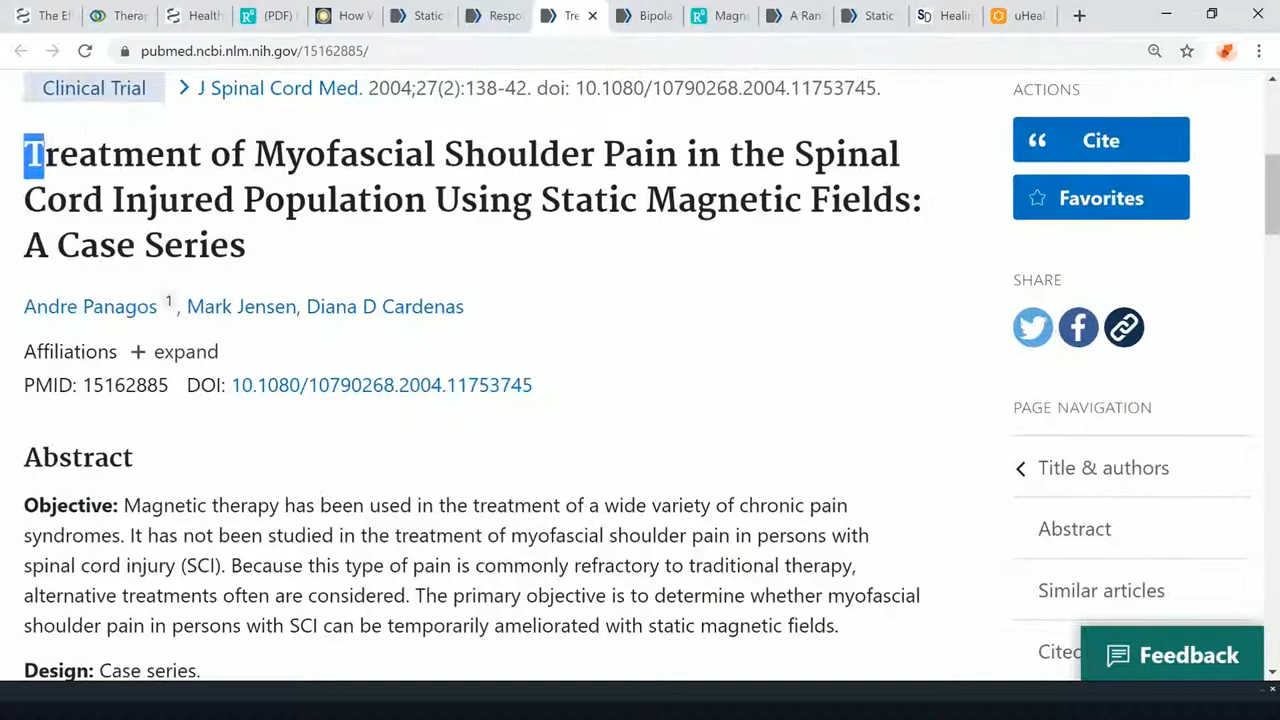 The Ef
Therap
Health
(PDF)
How W
Static
Respo
Tre
Bipola
Magn
A Ran
Static
Healin
uHeal
pubmed.ncbi.nlm.nih.gov/15162885/
Clinical Trial
J Spinal Cord Med. 2004;27(2):138-42. doi: 10.1080/10790268.2004.11753745.
Treatment of Myofascial Shoulder Pain in the Spinal
Cord Injured Population Using Static Magnetic Fields:
A Case Series
Andre Panagos 1, Mark Jensen, Diana D Cardenas
Affiliations + expand
PMID: 15162885 DOI: 10.1080/10790268.2004.11753745
Abstract
Objective: Magnetic therapy has been used in the treatment of a wide variety of chronic pain
syndromes. It has not been studied in the treatment of myofascial shoulder pain in persons with
spinal cord injury (SCI). Because this type of pain is commonly refractory to traditional therapy,
alternative treatments often are considered. The primary objective is to determine whether myofascial
shoulder pain in persons with SCI can be temporarily ameliorated with static magnetic fields.
Design: Case series.
ACTIONS
Cite
Favorites
SHARE
PAGE NAVIGATION
Title & authors
Abstract
Similar articles
Cited
Feedback